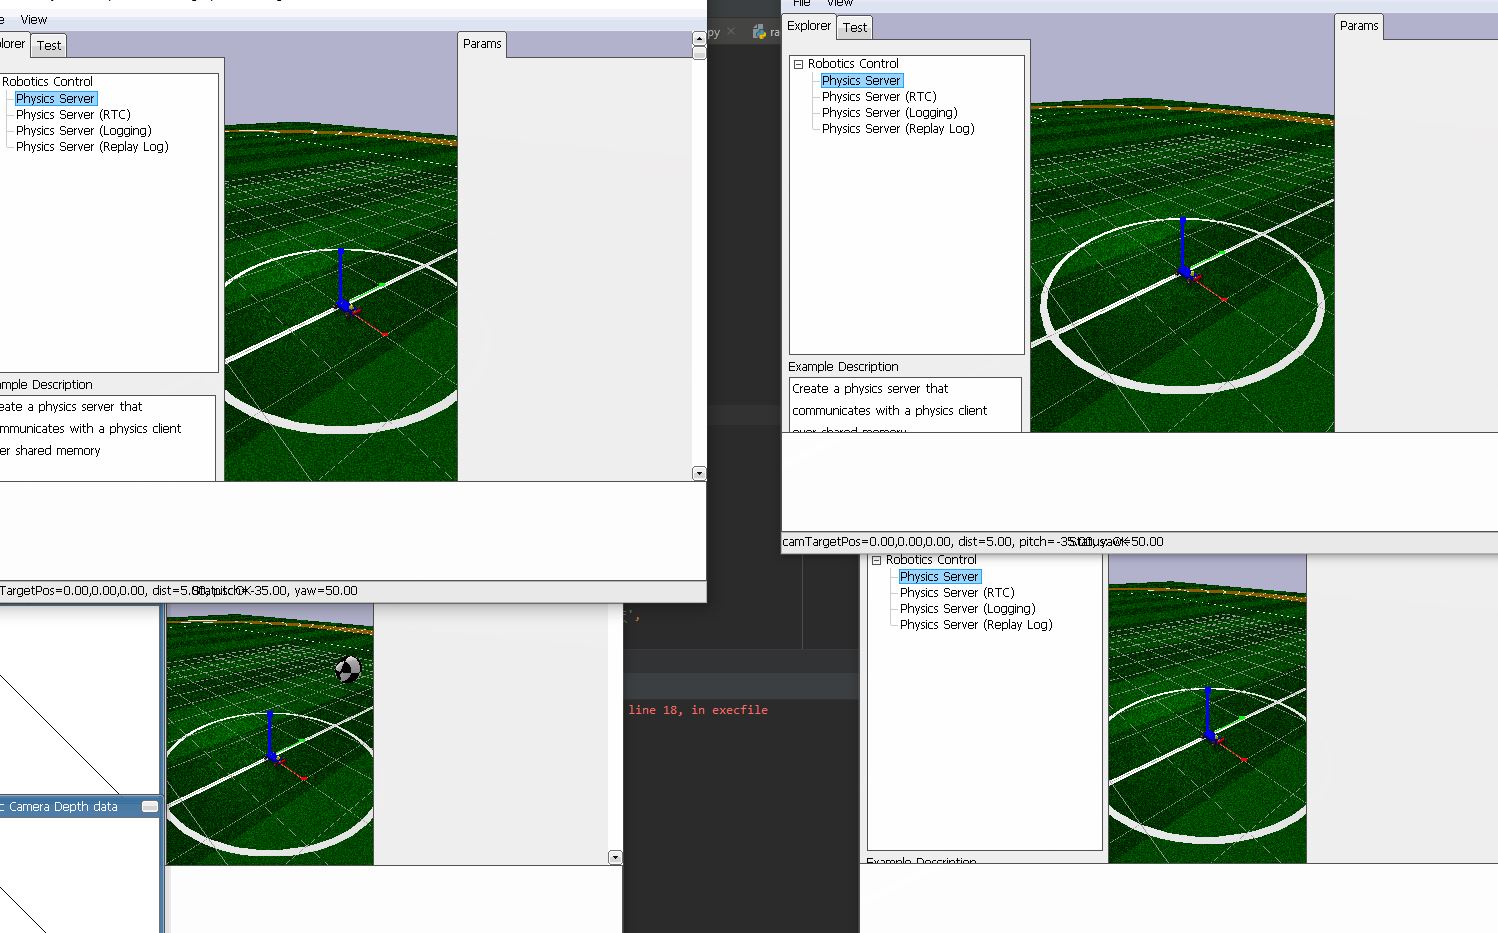 View
Test
Params
Robotics Control
Physics Server
Physics Server (RTC)
Physics Server (Logging)
Physics Server (Replay Log)
mple Description
eate a physics server that
mmunicates with a physics client
er shared memory
TargetPos=0.00,0.00,0.00, dist=5.00, pitch=-35.00, yaw=50.00
Status: OK
py
ra
File View
Explorer Test
Params
Robotics Control
Physics Server
Physics Server (RTC)
Physics Server (Logging)
Physics Server (Replay Log)
Example Description
Create a physics server that
communicates with a physics client
over shared memory
camTargetPos=0.00,0.00,0.00, dist=5.00, pitch=-35.00, yaw=50.00
Status: OK
',
line 18, in execfile
c Camera Depth data
Robotics Control
Physics Server
Physics Server (RTC)
Physics Server (Logging)
Physics Server (Replay Log)
Example Description